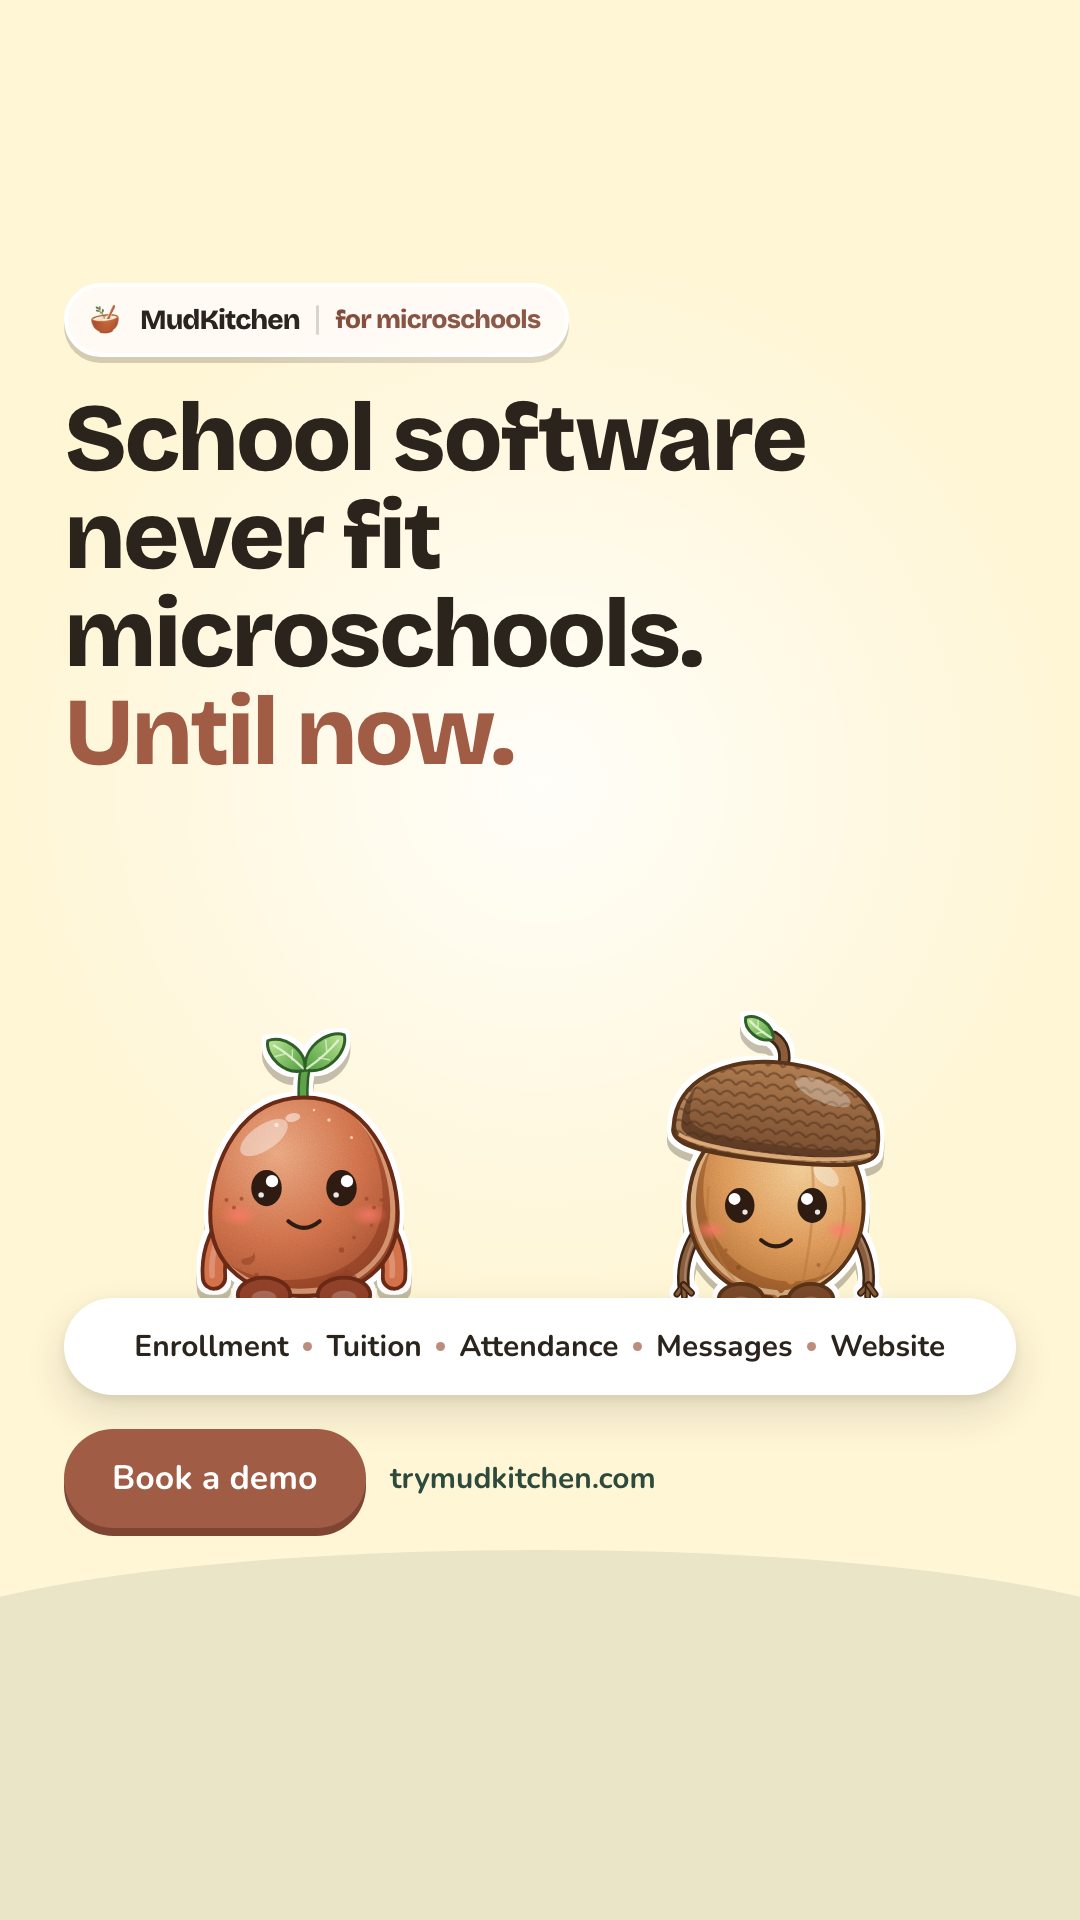 MudKitchen | for microschools
School software
never fit
microschools.
Until now.
Enrollment • Tuition • Attendance • Messages • Website
Book a demo
trymudkitchen.com